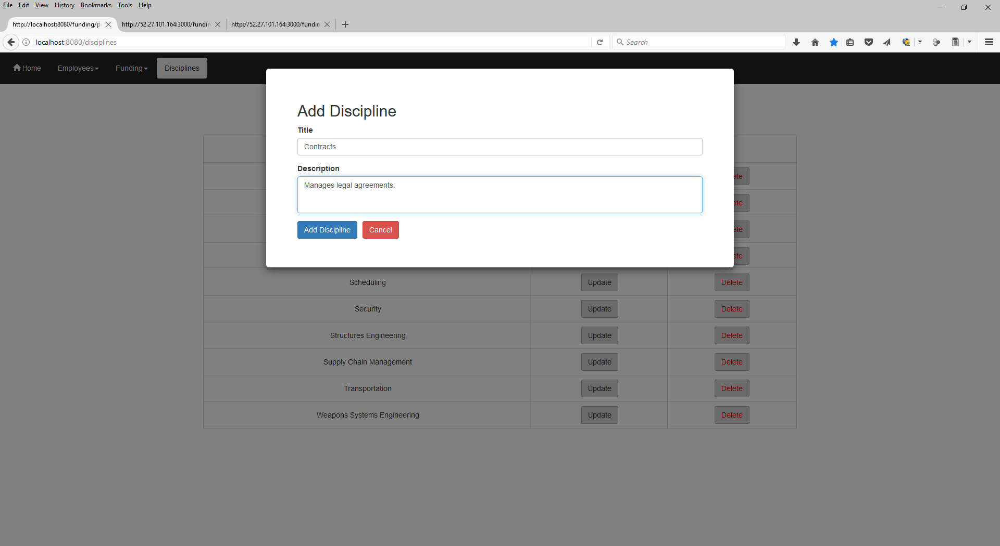 File Edit View History Bookmarks Tools Help
http://localhost:8080/funding/p
http://52.27.101.164:3000/fundin
http://52.27.101.164:3000/fundin
localhost:8080/disciplines
Search
Home Employees Funding Disciplines
Add Discipline
Title
Contracts
Description
Manages legal agreements.
Add Discipline Cancel
ete
ete
ete
ete
Scheduling Update Delete
Security Update Delete
Structures Engineering Update Delete
Supply Chain Management Update Delete
Transportation Update Delete
Weapons Systems Engineering Update Delete